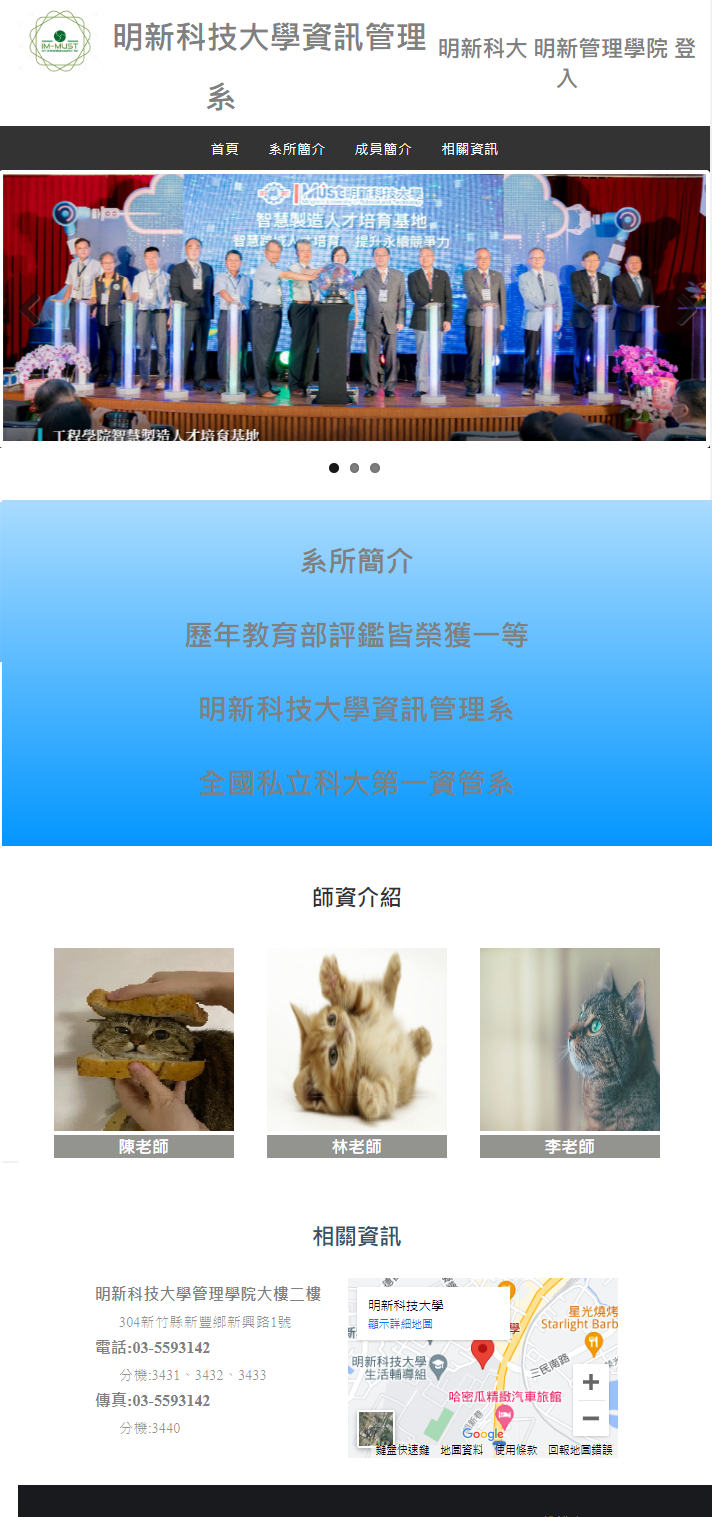 IM-MUST
明新科技大學資訊管理
系
明新科大 明新管理學院 登
入
首頁 系所簡介 成員簡介 相關資訊
MUST明新科技大學
智慧製造人才培育基地
智慧跨域人才培育 提升永續競爭力
工程學院智慧製造人才培育基地
系所簡介
歷年教育部評鑑皆榮獲一等
明新科技大學資訊管理系
全國私立科大第一資管系
師資介紹
陳老師 林老師 李老師
相關資訊
明新科技大學管理學院大樓二樓
304新竹縣新豐鄉新興路1號
電話:03-5593142
分機:3431、3432、3433
傳真:03-5593142
分機:3440
明新科技大學
顯示詳細地圖
學
星光燒烤
Starlight Barb
明新科技大學
生活輔導組
三民南路
哈密瓜精緻汽車旅館
Google
鍵盤快速鍵 地圖資料 使用條款 回報地圖錯誤